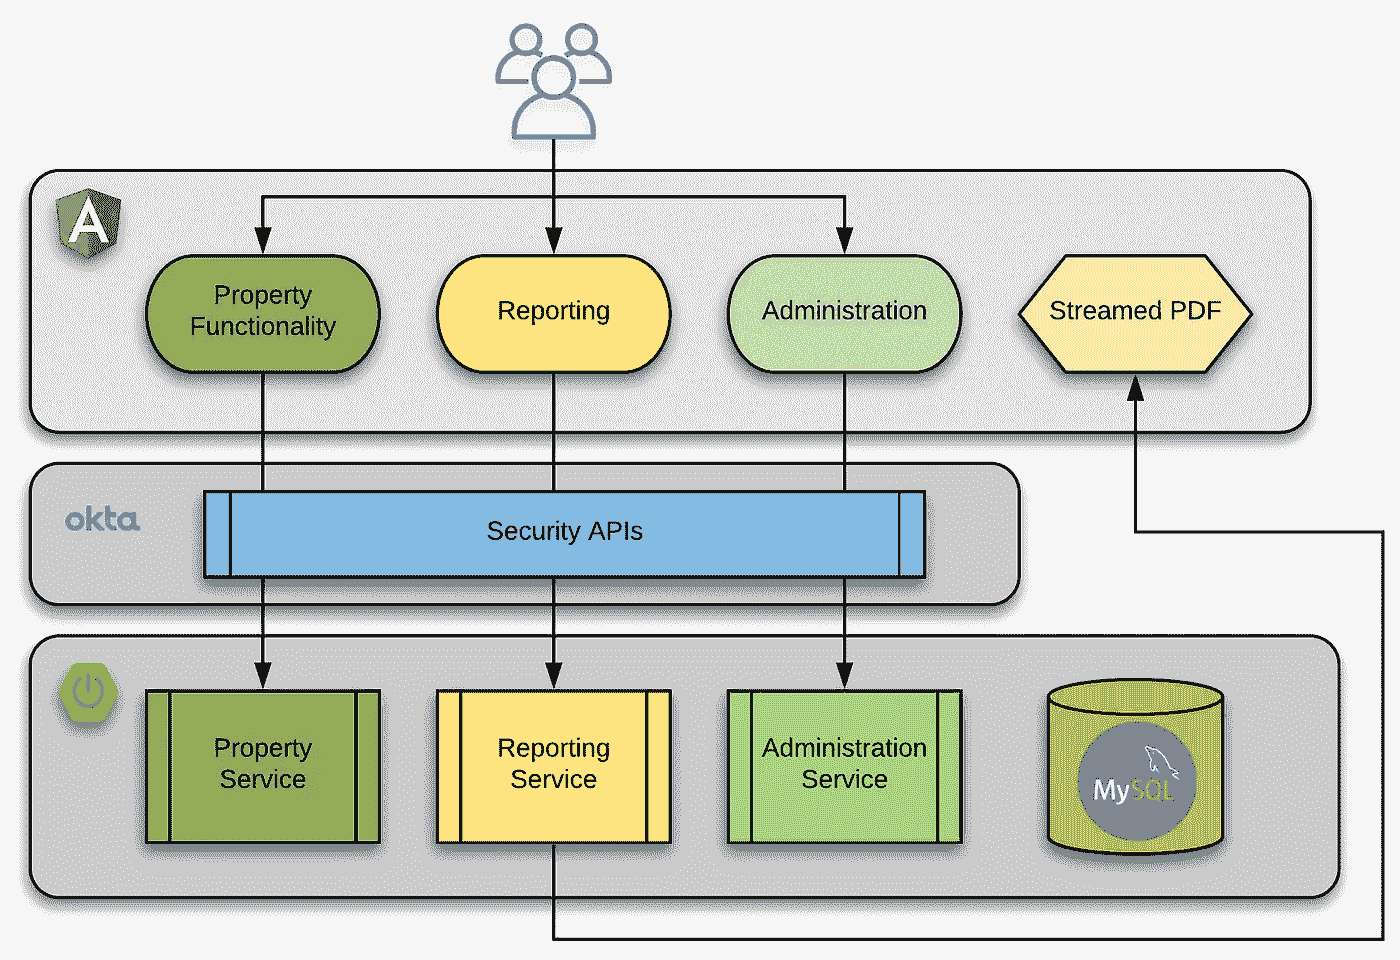 A
Property
Functionality
Reporting
Administration
Streamed PDF
okta
Security APIs
Property
Service
Reporting
Service
Administration
Service
MySQL